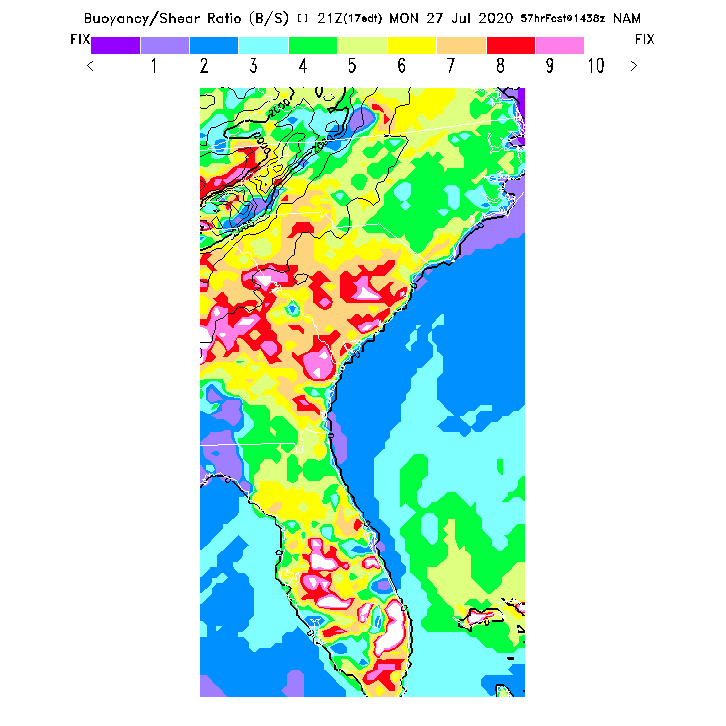 Buoyancy/Shear Ratio (B/S) [] 21Z(17edt) MON 27 Jul 2020 57hrFcst@1438z NAM
FIX FIX
< 1 2 3 4 5 6 7 8 9 10 >
2000